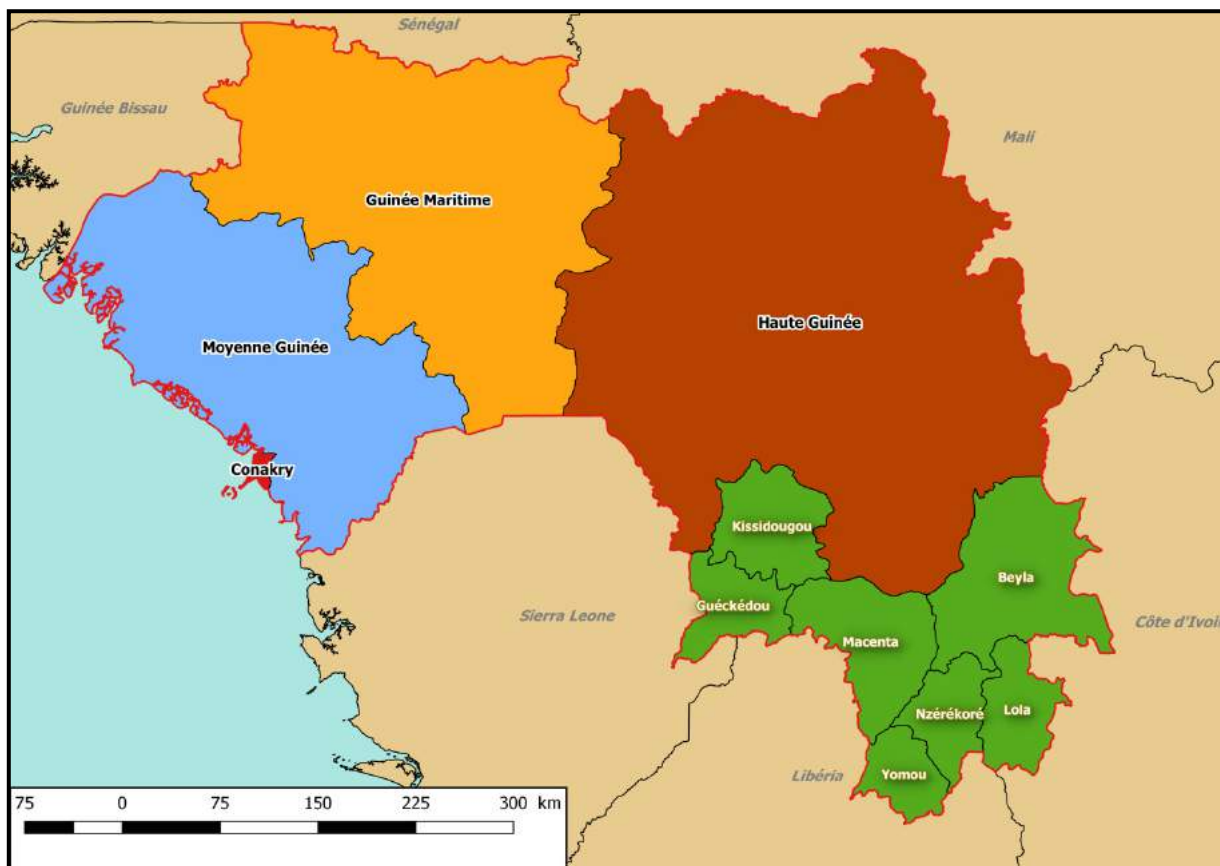 Sénégal
Guinée Bissau
Mali
Guinée Maritime
Haute Guinée
Moyenne Guinée
Conakry
Kissidougou
Beyla
Guéckédou
Sierra Leone
Côte d'Ivoi
Macenta
Nzérékoré
Lola
Libéria
Yomou
75 0 75 150 225 300 km